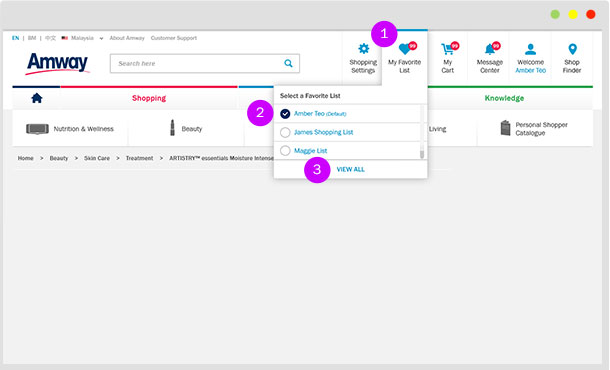 EN | BM | 中文 Malaysia About Amway Customer Support
Amway
Search here
Shopping Settings
1
99
My Favorite List
99
My Cart
99
Message Center
Welcome Amber Teo
Shop Finder
Shopping
Knowledge
Select a Favorite List
2
Amber Teo (Default)
James Shopping List
Maggie List
3
VIEW ALL
Nutrition & Wellness
Beauty
Living
Personal Shopper Catalogue
Home > Beauty > Skin Care > Treatment > ARTISTRY™ essentials Moisture Intense